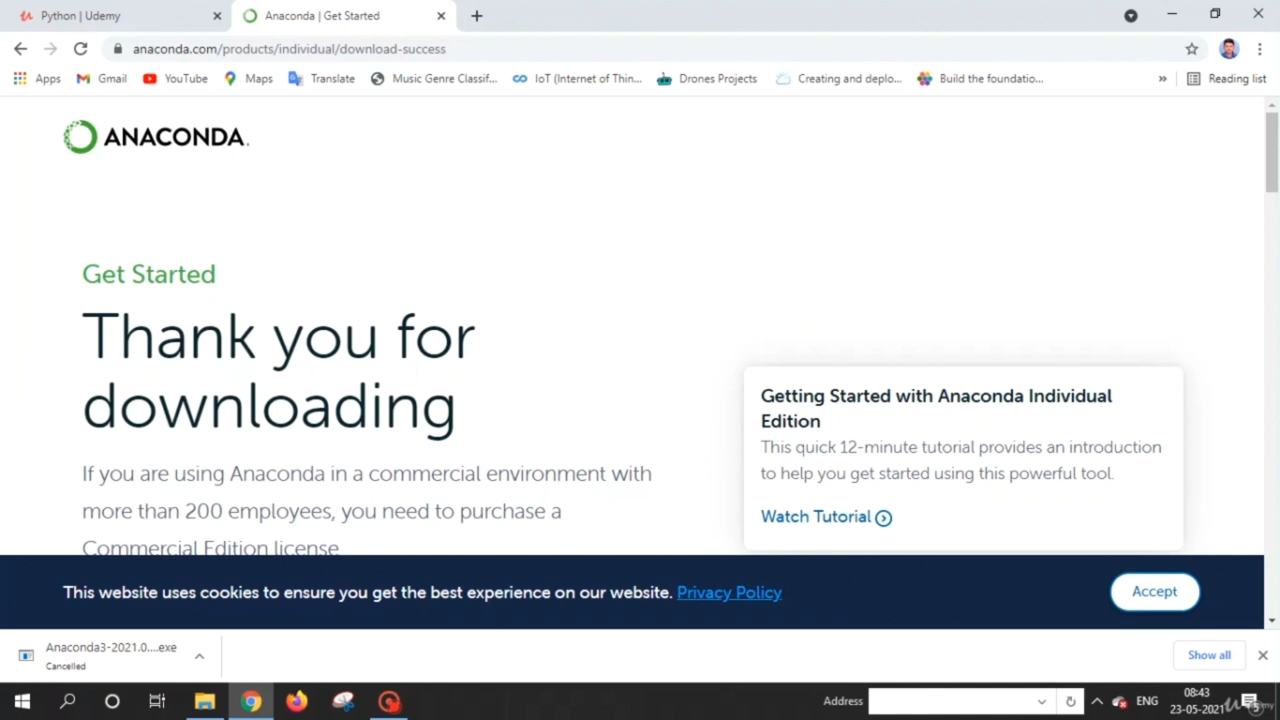 Python | Udemy
Anaconda | Get Started
anaconda.com/products/individual/download-success
Apps
Gmail
YouTube
Maps
Translate
Music Genre Classif...
IoT (Internet of Thin...
Drones Projects
Creating and deplo...
Build the foundatio...
»
Reading list
ANACONDA.
Get Started
Thank you for
downloading
If you are using Anaconda in a commercial environment with
more than 200 employees, you need to purchase a
Commercial Edition license
Getting Started with Anaconda Individual
Edition
This quick 12-minute tutorial provides an introduction
to help you get started using this powerful tool.
Watch Tutorial
This website uses cookies to ensure you get the best experience on our website. Privacy Policy
Accept
Anaconda3-2021.0....exe
Cancelled
Show all
Address
ENG
08:43
23-05-2021